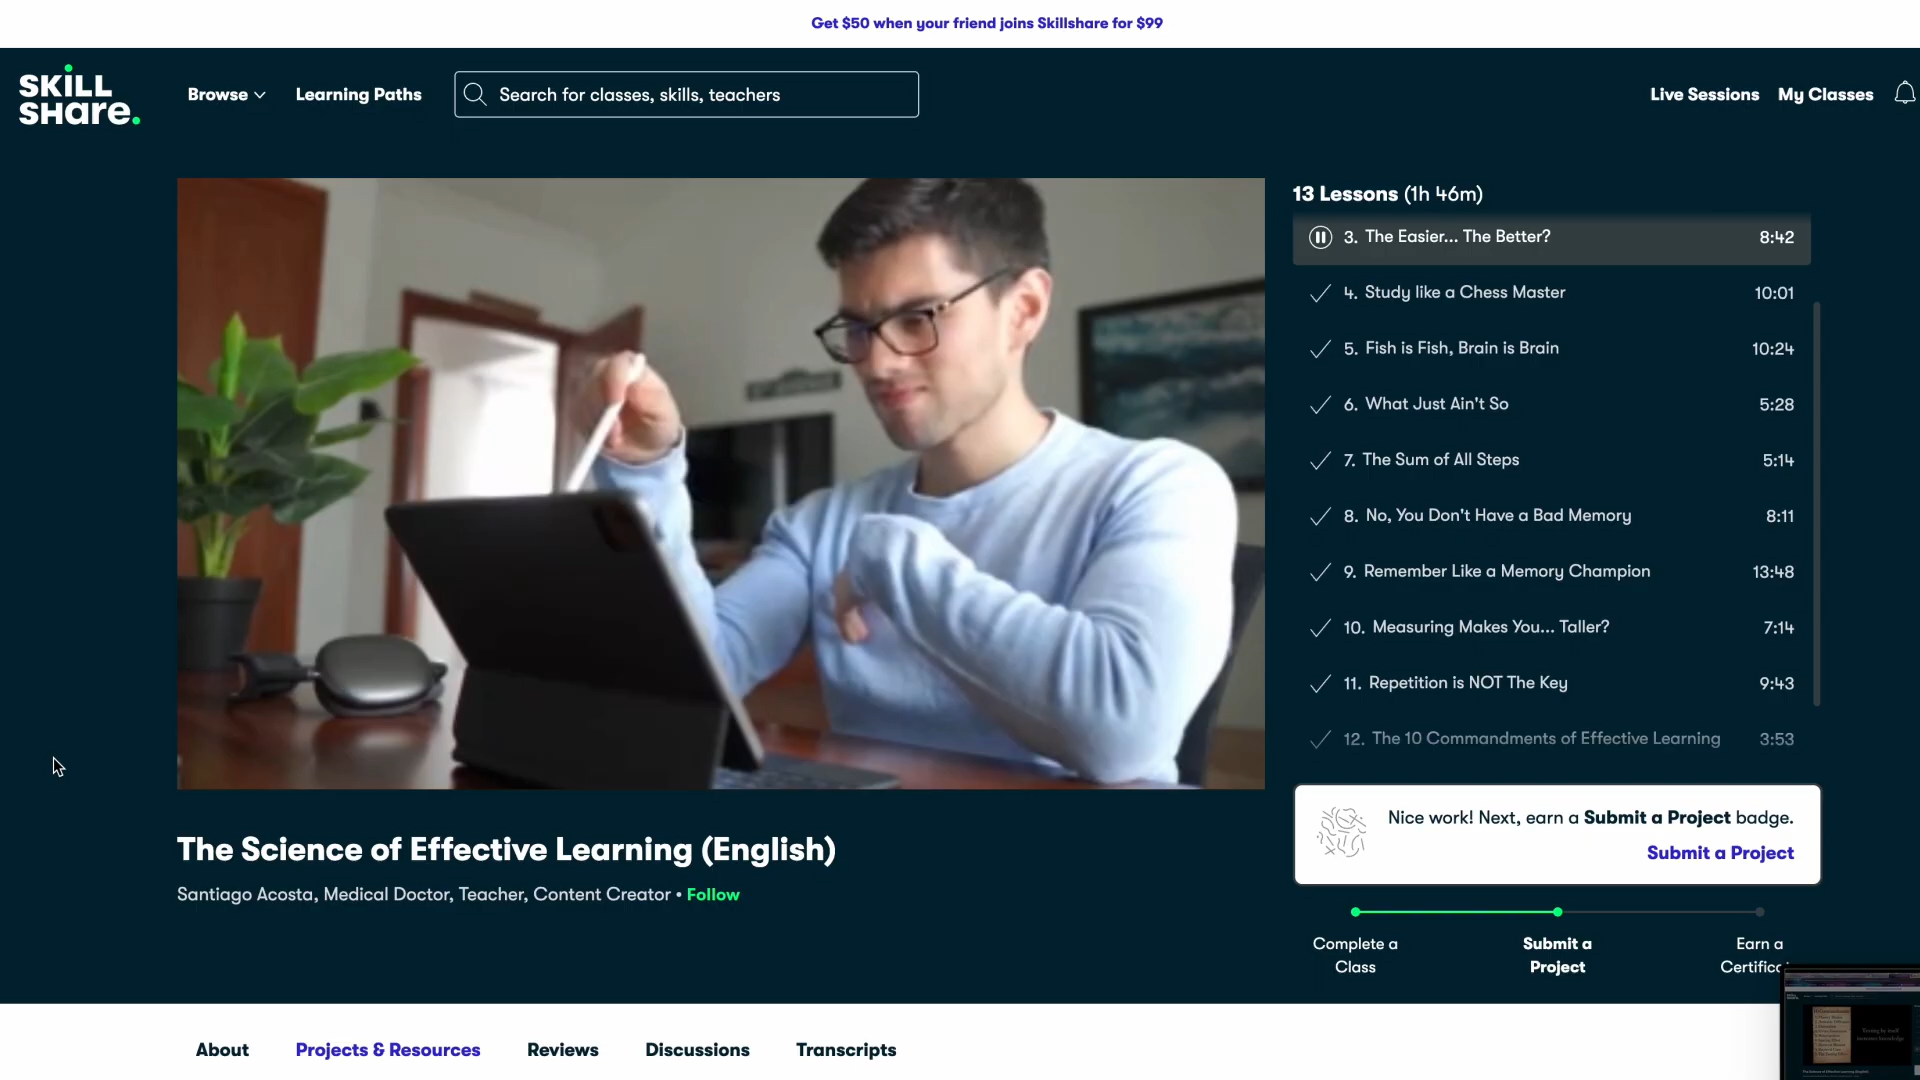 Get $50 when your friend joins Skillshare for $99
SKILL
SHare.
Browse
Learning Paths
Search for classes, skills, teachers
Live Sessions
My Classes
13 Lessons (1h 46m)
3. The Easier... The Better? 8:42
4. Study like a Chess Master 10:01
5. Fish is Fish, Brain is Brain 10:24
6. What Just Ain't So 5:28
7. The Sum of All Steps 5:14
8. No, You Don't Have a Bad Memory 8:11
9. Remember Like a Memory Champion 13:48
10. Measuring Makes You... Taller? 7:14
11. Repetition is NOT The Key 9:43
12. The 10 Commandments of Effective Learning 3:53
Nice work! Next, earn a Submit a Project badge.
Submit a Project
Complete a
Class
Submit a
Project
Earn a
The Science of Effective Learning (English)
Santiago Acosta, Medical Doctor, Teacher, Content Creator • Follow
About
Projects & Resources
Reviews
Discussions
Transcripts